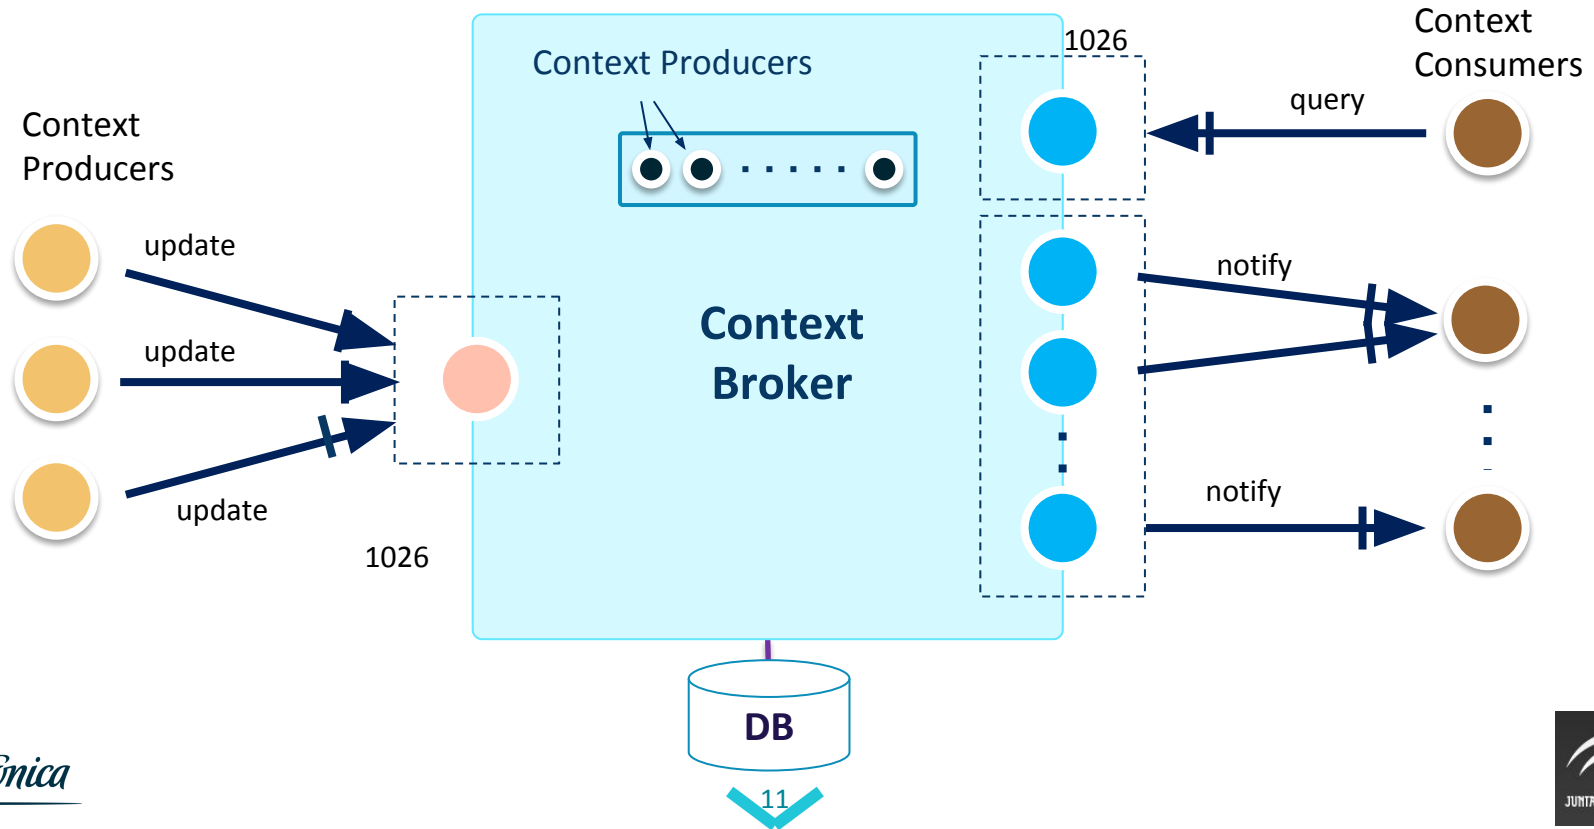 Context
Producers
update
update
update
1026
Context Producers
Context
Broker
DB
11
1026
query
notify
notify
Context
Consumers